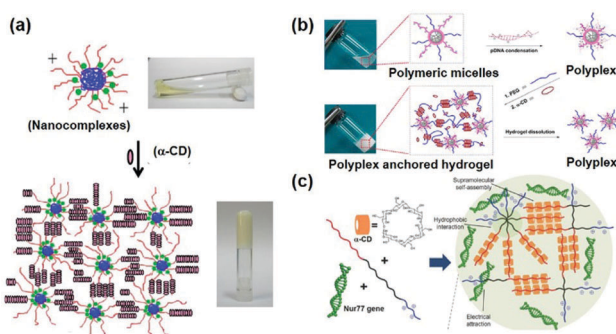 (a)
+
+
(Nanocomplexes)
(α-CD)
(b)
pDNA condensation
Polymeric micelles
Polyplex
1. PEG =
2. α-CD =
Hydrogel dissolution
Polyplex anchored hydrogel
Polyplex
(c)
Supramolecular
self-assembly
α-CD
=
Hydrophobic
interaction
+
+
Nur77 gene
Electrical
attraction